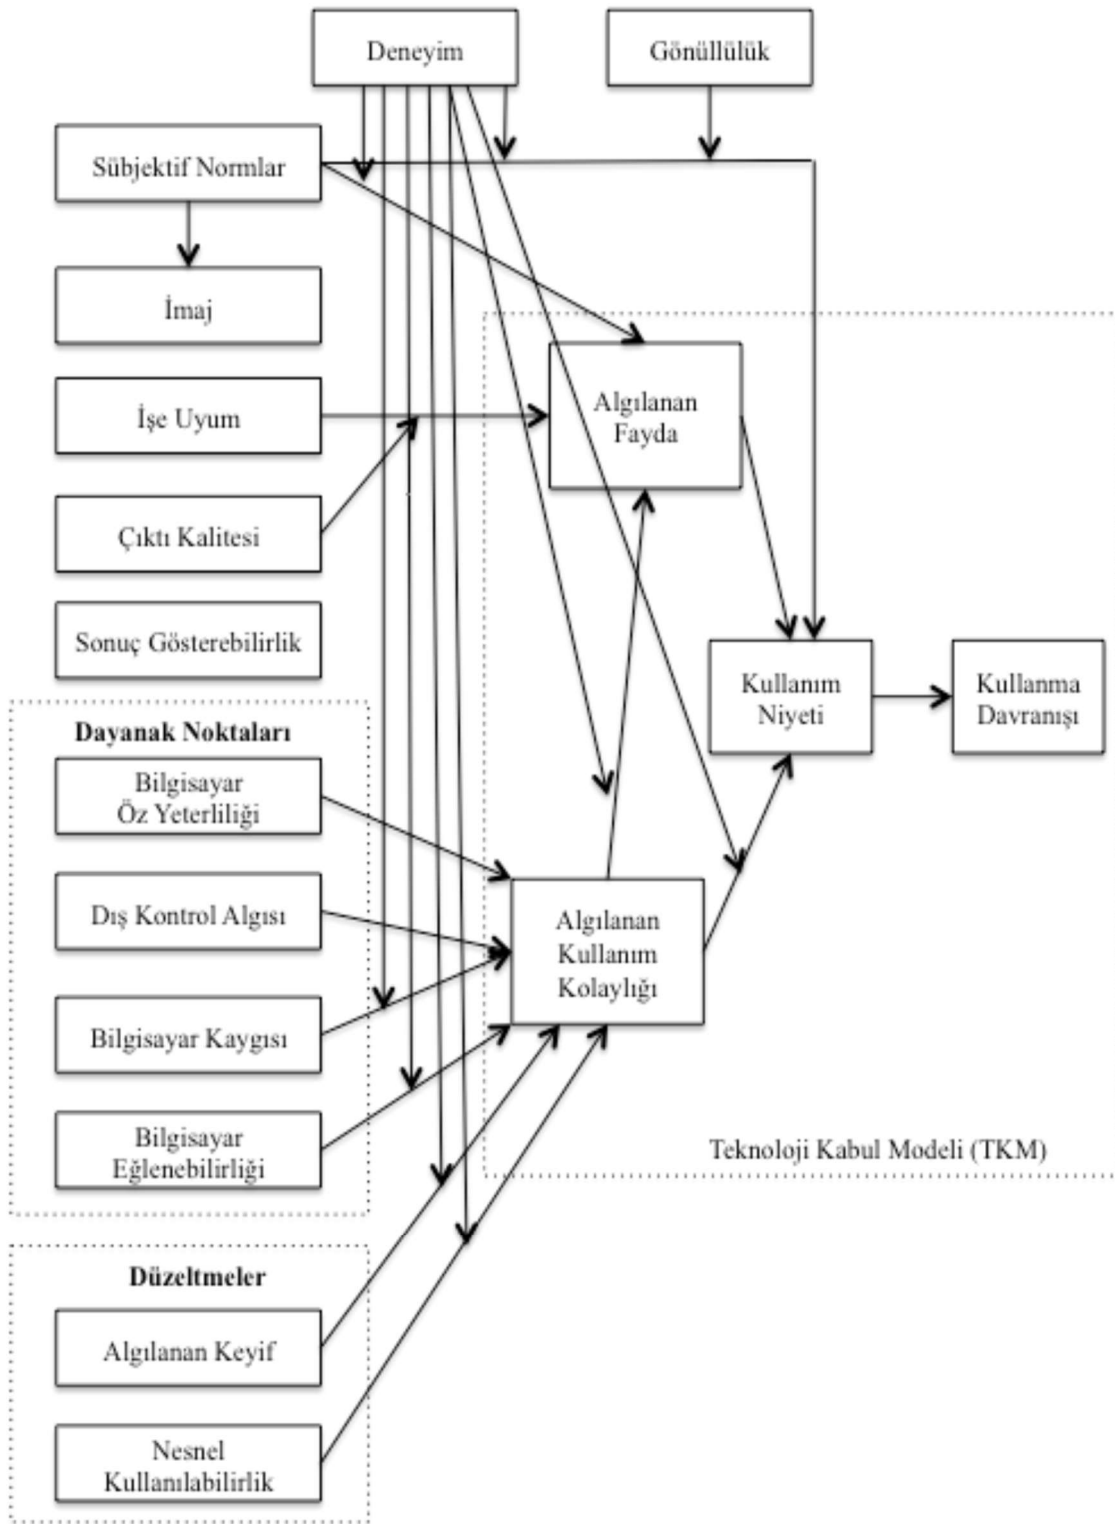 Deneyim
Gönüllülük
Sübjektif Normlar
İmaj
İşe Uyum
Algılanan
Fayda
Çıktı Kalitesi
Sonuç Gösterebilirlik
Kullanım
Niyeti
Kullanma
Davranışı
Dayanak Noktaları
Bilgisayar
Öz Yeterliliği
Dış Kontrol Algısı
Algılanan
Kullanım
Kolaylığı
Bilgisayar Kaygısı
Bilgisayar
Eğlenebilirliği
Teknoloji Kabul Modeli (TKM)
Düzeltmeler
Algılanan Keyif
Nesnel
Kullanılabilirlik